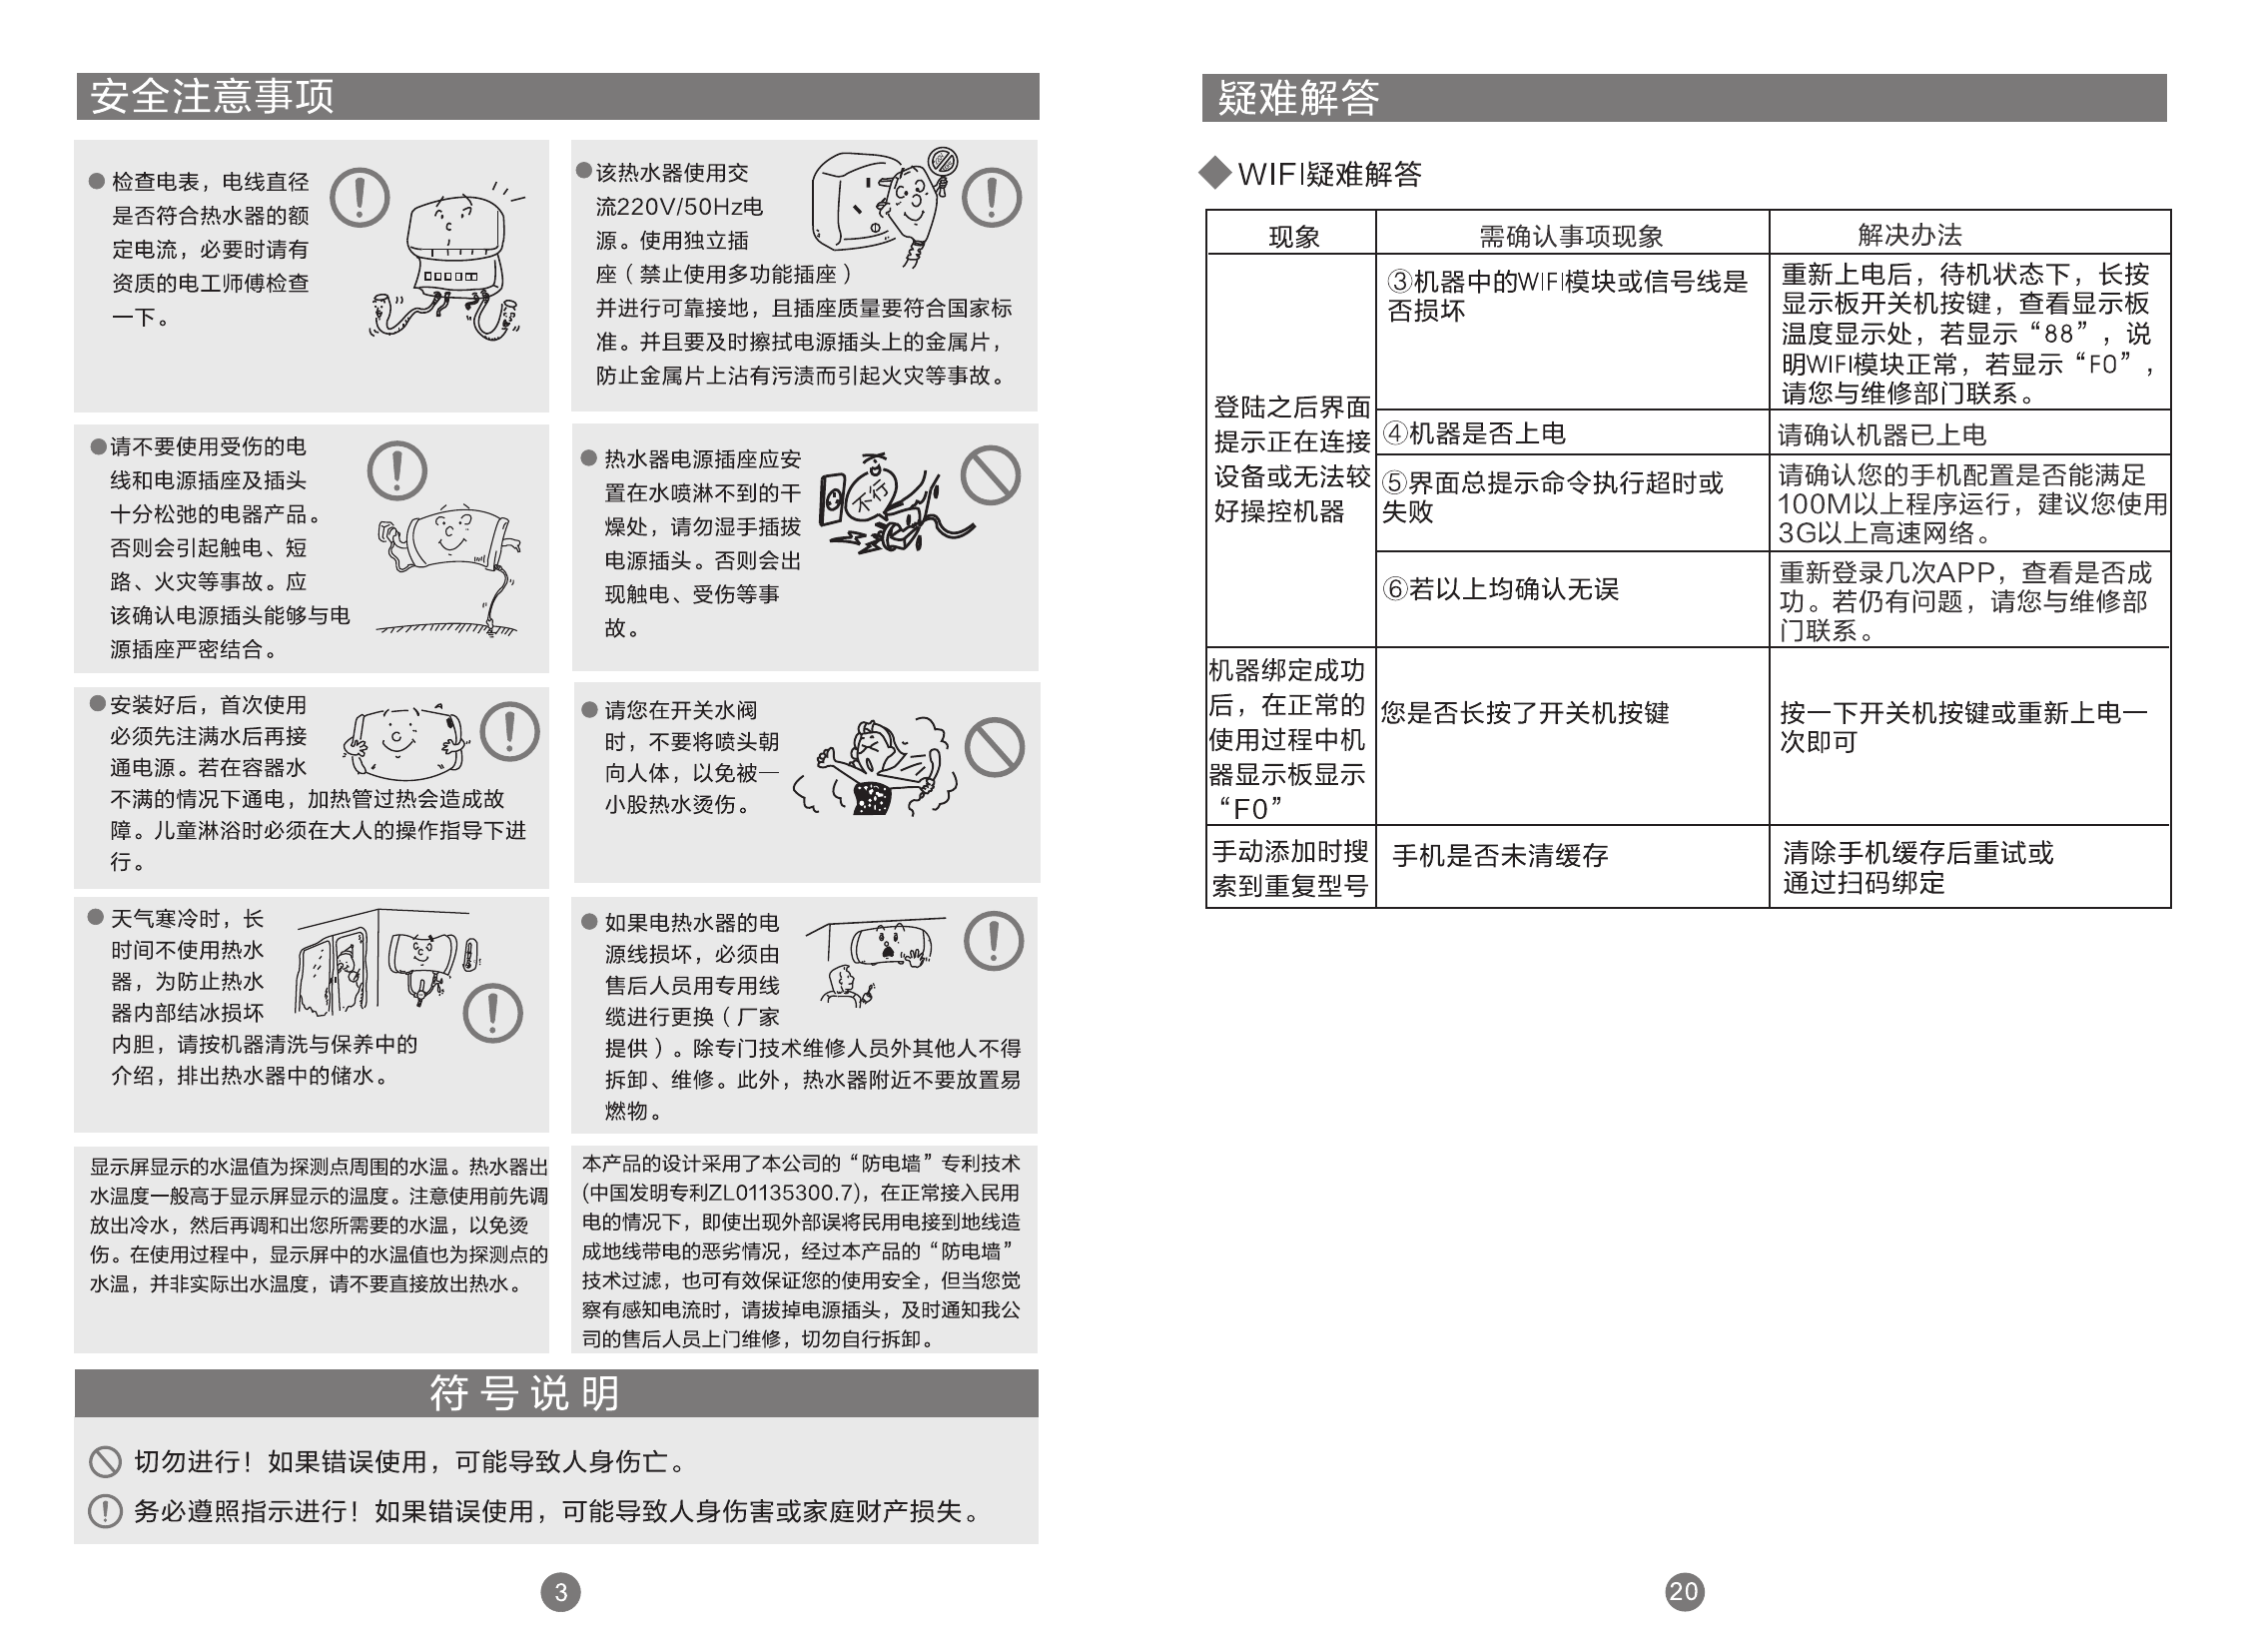 安全注意事项
检查电表，电线直径
是否符合热水器的额
定电流，必要时请有
资质的电工师傅检查
一下。
该热水器使用交
流220V/50Hz电
源。使用独立插
座（禁止使用多功能插座）
并进行可靠接地，且插座质量要符合国家标
准。并且要及时擦拭电源插头上的金属片，
防止金属片上沾有污渍而引起火灾等事故。
请不要使用受伤的电
线和电源插座及插头
十分松弛的电器产品。
否则会引起触电、短
路、火灾等事故。应
该确认电源插头能够与电
源插座严密结合。
热水器电源插座应安
置在水喷淋不到的干
燥处，请勿湿手插拔
电源插头。否则会出
现触电、受伤等事
故。
不行
安装好后，首次使用
必须先注满水后再接
通电源。若在容器水
不满的情况下通电，加热管过热会造成故
障。儿童淋浴时必须在大人的操作指导下进
行。
请您在开关水阀
时，不要将喷头朝
向人体，以免被一
小股热水烫伤。
天气寒冷时，长
时间不使用热水
器，为防止热水
器内部结冰损坏
内胆，请按机器清洗与保养中的
介绍，排出热水器中的储水。
如果电热水器的电
源线损坏，必须由
售后人员用专用线
缆进行更换（厂家
提供）。除专门技术维修人员外其他人不得
拆卸、维修。此外，热水器附近不要放置易
燃物。
显示屏显示的水温值为探测点周围的水温。热水器出
水温度一般高于显示屏显示的温度。注意使用前先调
放出冷水，然后再调和出您所需要的水温，以免烫
伤。在使用过程中，显示屏中的水温值也为探测点的
水温，并非实际出水温度，请不要直接放出热水。
本产品的设计采用了本公司的“防电墙”专利技术
(中国发明专利ZL01135300.7)，在正常接入民用
电的情况下，即使出现外部误将民用电接到地线造
成地线带电的恶劣情况，经过本产品的“防电墙”
技术过滤，也可有效保证您的使用安全，但当您觉
察有感知电流时，请拔掉电源插头，及时通知我公
司的售后人员上门维修，切勿自行拆卸。
符号说明
切勿进行！如果错误使用，可能导致人身伤亡。
务必遵照指示进行！如果错误使用，可能导致人身伤害或家庭财产损失。
3
疑难解答
WIFI疑难解答
现象
需确认事项现象
解决办法
登陆之后界面
提示正在连接
设备或无法较
好操控机器
③机器中的WIFI模块或信号线是
否损坏
重新上电后，待机状态下，长按
显示板开关机按键，查看显示板
温度显示处，若显示“88”，说
明WIFI模块正常，若显示“F0”，
请您与维修部门联系。
④机器是否上电
请确认机器已上电
⑤界面总提示命令执行超时或
失败
请确认您的手机配置是否能满足
100M以上程序运行，建议您使用
3G以上高速网络。
⑥若以上均确认无误
重新登录几次APP，查看是否成
功。若仍有问题，请您与维修部
门联系。
机器绑定成功
后，在正常的
使用过程中机
器显示板显示
“F0”
您是否长按了开关机按键
按一下开关机按键或重新上电一
次即可
手动添加时搜
索到重复型号
手机是否未清缓存
清除手机缓存后重试或
通过扫码绑定
20